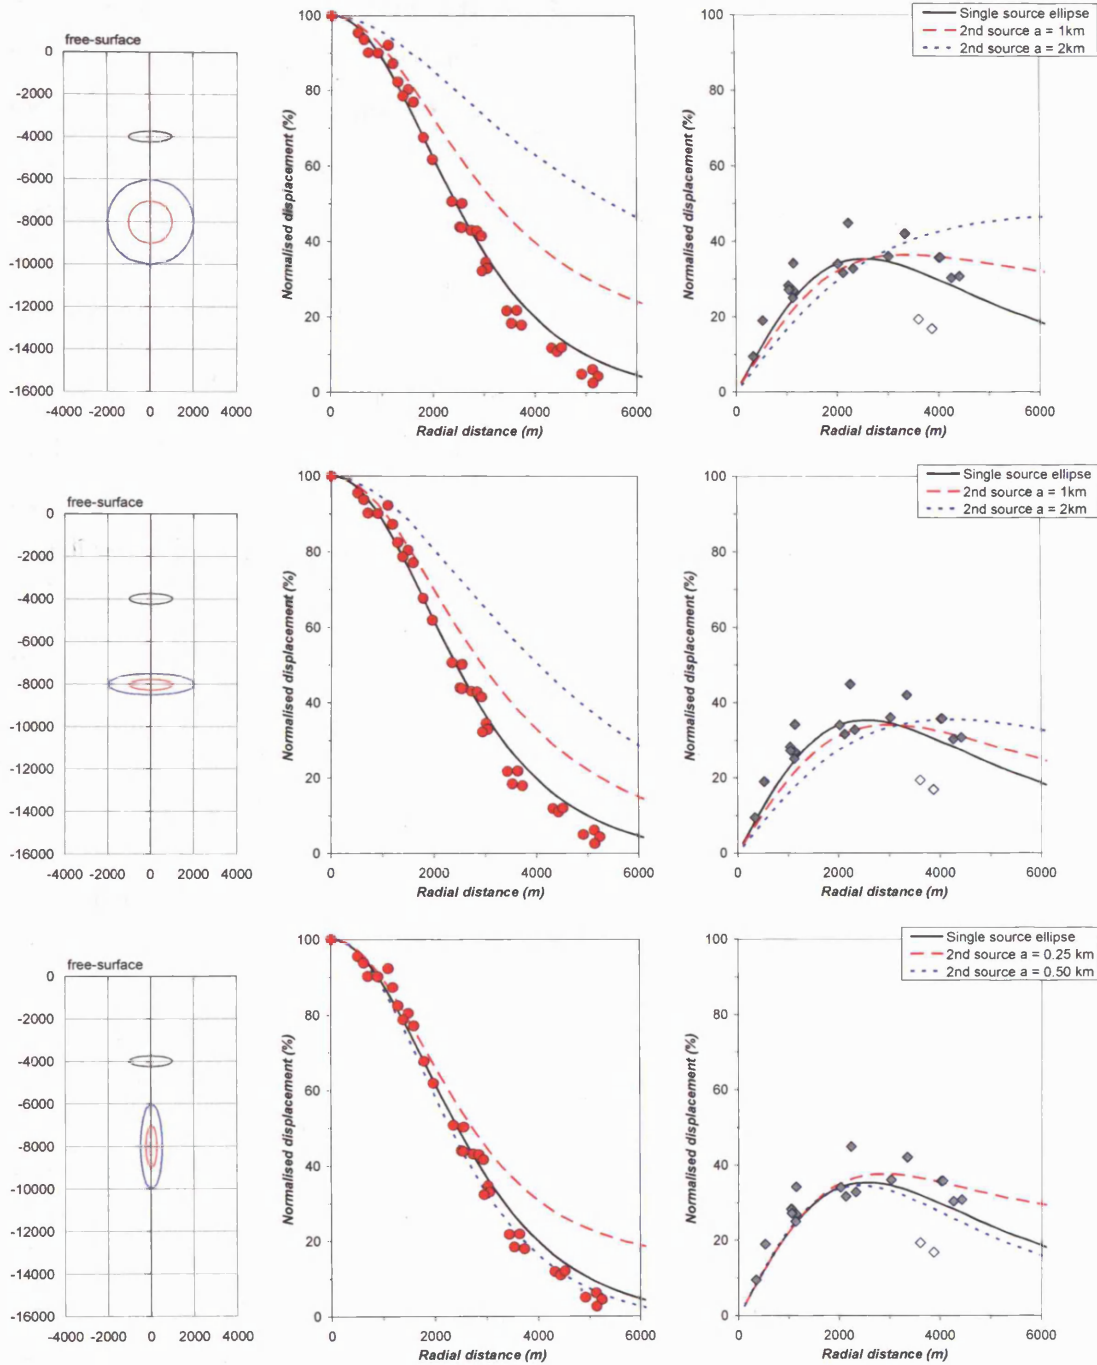 free-surface
0
-2000
-4000
-6000
-8000
-10000
-12000
-14000
-16000
-4000 -2000 0 2000 4000
Normalised displacement (%)
100
80
60
40
20
0
0 2000 4000 6000
Radial distance (m)
Normalised displacement (%)
100
80
60
40
20
0
0 2000 4000 6000
Radial distance (m)
Single source ellipse
2nd source a = 1km
2nd source a = 2km
free-surface
0
-2000
-4000
-6000
-8000
-10000
-12000
-14000
-16000
-4000 -2000 0 2000 4000
Normalised displacement (%)
100
80
60
40
20
0
0 2000 4000 6000
Radial distance (m)
Normalised displacement (%)
100
80
60
40
20
0
0 2000 4000 6000
Radial distance (m)
Single source ellipse
2nd source a = 1km
2nd source a = 2km
free-surface
0
-2000
-4000
-6000
-8000
-10000
-12000
-14000
-16000
-4000 -2000 0 2000 4000
Normalised displacement (%)
100
80
60
40
20
0
0 2000 4000 6000
Radial distance (m)
Normalised displacement (%)
100
80
60
40
20
0
0 2000 4000 6000
Radial distance (m)
Single source ellipse
2nd source a = 0.25 km
2nd source a = 0.50 km